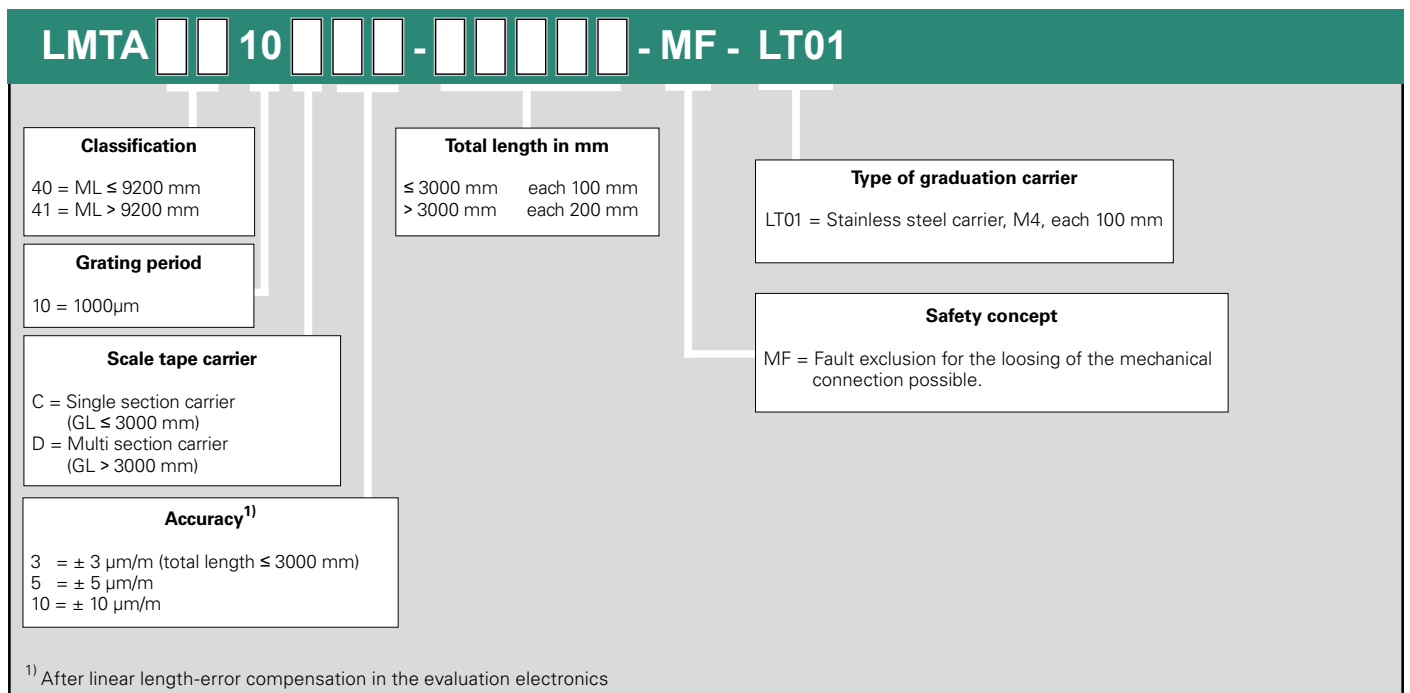 LMTA 10 - - MF - LT01
Classification
40 = ML ≤ 9200 mm
41 = ML > 9200 mm
Grating period
10 = 1000µm
Scale tape carrier
C = Single section carrier
(GL ≤ 3000 mm)
D = Multi section carrier
(GL > 3000 mm)
Accuracy1)
3 = ± 3 µm/m (total length ≤ 3000 mm)
5 = ± 5 µm/m
10 = ± 10 µm/m
Total length in mm
≤ 3000 mm each 100 mm
> 3000 mm each 200 mm
Type of graduation carrier
LT01 = Stainless steel carrier, M4, each 100 mm
Safety concept
MF = Fault exclusion for the loosing of the mechanical
connection possible.
1) After linear length-error compensation in the evaluation electronics